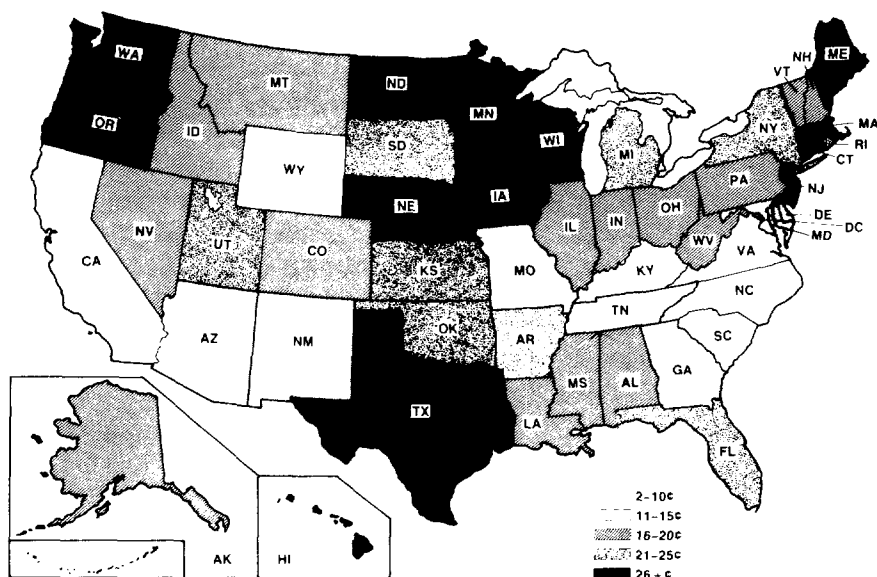 WA
ME
NH
VT
MT
ND
OR
ID
MN
MA
SD
WI
NY
RI
MI
CT
WY
IA
PA
NJ
NE
NV
IL
IN
OH
DE
UT
CO
WV
DC
MD
CA
KS
MO
KY
VA
NC
TN
AZ
NM
OK
AR
SC
MS
AL
GA
TX
LA
FL
AK
HI
2-10¢
11-15¢
16-20¢
21-25¢
26+¢